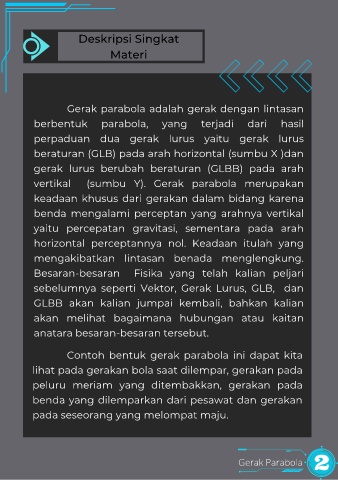 Deskripsi Singkat
Materi
Gerak parabola adalah gerak dengan lintasan
berbentuk parabola, yang terjadi dari hasil
perpaduan dua gerak lurus yaitu gerak lurus
beraturan (GLB) pada arah horizontal (sumbu X )dan
gerak lurus berubah beraturan (GLBB) pada arah
vertikal (sumbu Y). Gerak parabola merupakan
keadaan khusus dari gerakan dalam bidang karena
benda mengalami perceptan yang arahnya vertikal
yaitu percepatan gravitasi, sementara pada arah
horizontal perceptannya nol. Keadaan itulah yang
mengakibatkan lintasan benada menglengkung.
Besaran-besaran Fisika yang telah kalian peljari
sebelumnya seperti Vektor, Gerak Lurus, GLB, dan
GLBB akan kalian jumpai kembali, bahkan kalian
akan melihat bagaimana hubungan atau kaitan
anatara besaran-besaran tersebut.
Contoh bentuk gerak parabola ini dapat kita
lihat pada gerakan bola saat dilempar, gerakan pada
peluru meriam yang ditembakkan, gerakan pada
benda yang dilemparkan dari pesawat dan gerakan
pada seseorang yang melompat maju.
Gerak Parabola 2